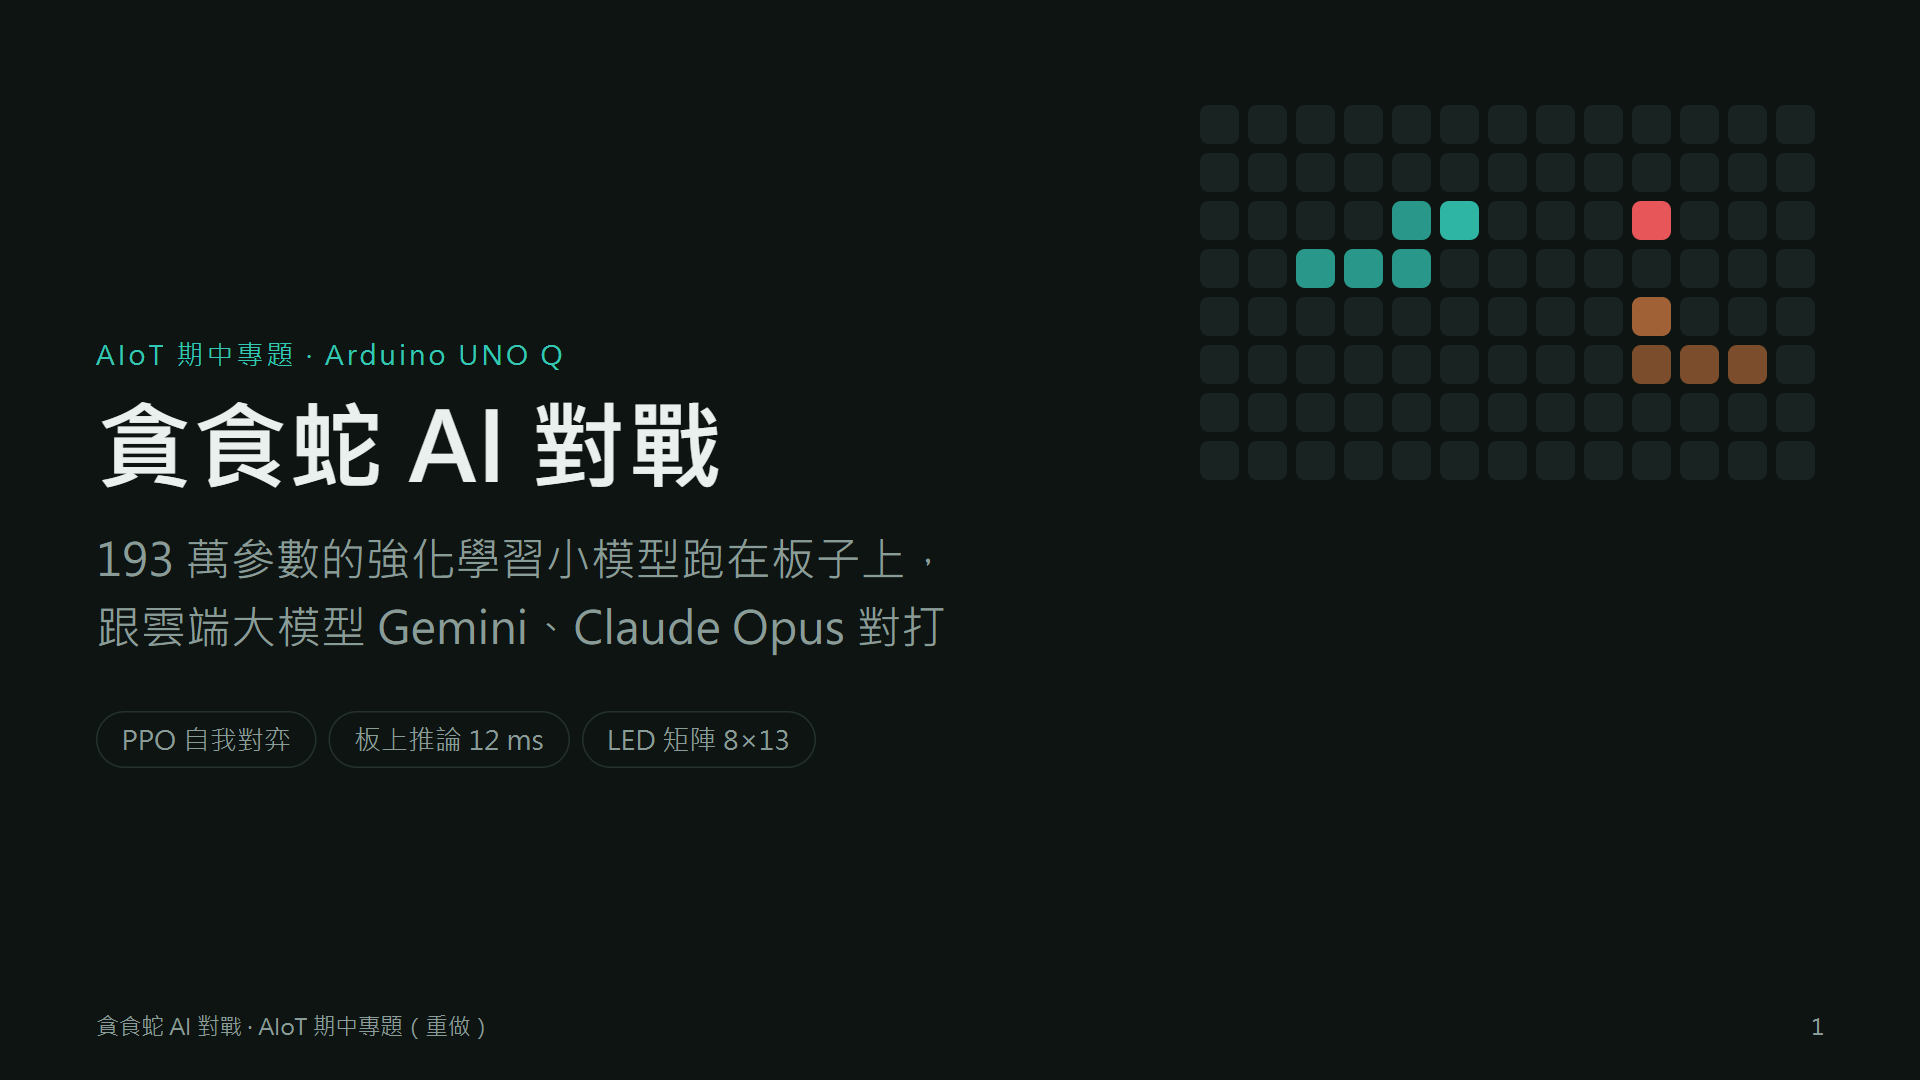 AIoT 期中專題 · Arduino UNO Q
貪食蛇 AI 對戰
193 萬參數的強化學習小模型跑在板子上，
跟雲端大模型 Gemini、Claude Opus 對打
PPO 自我對弈
板上推論 12 ms
LED 矩陣 8×13
貪食蛇 AI 對戰 · AIoT 期中專題（重做）
1